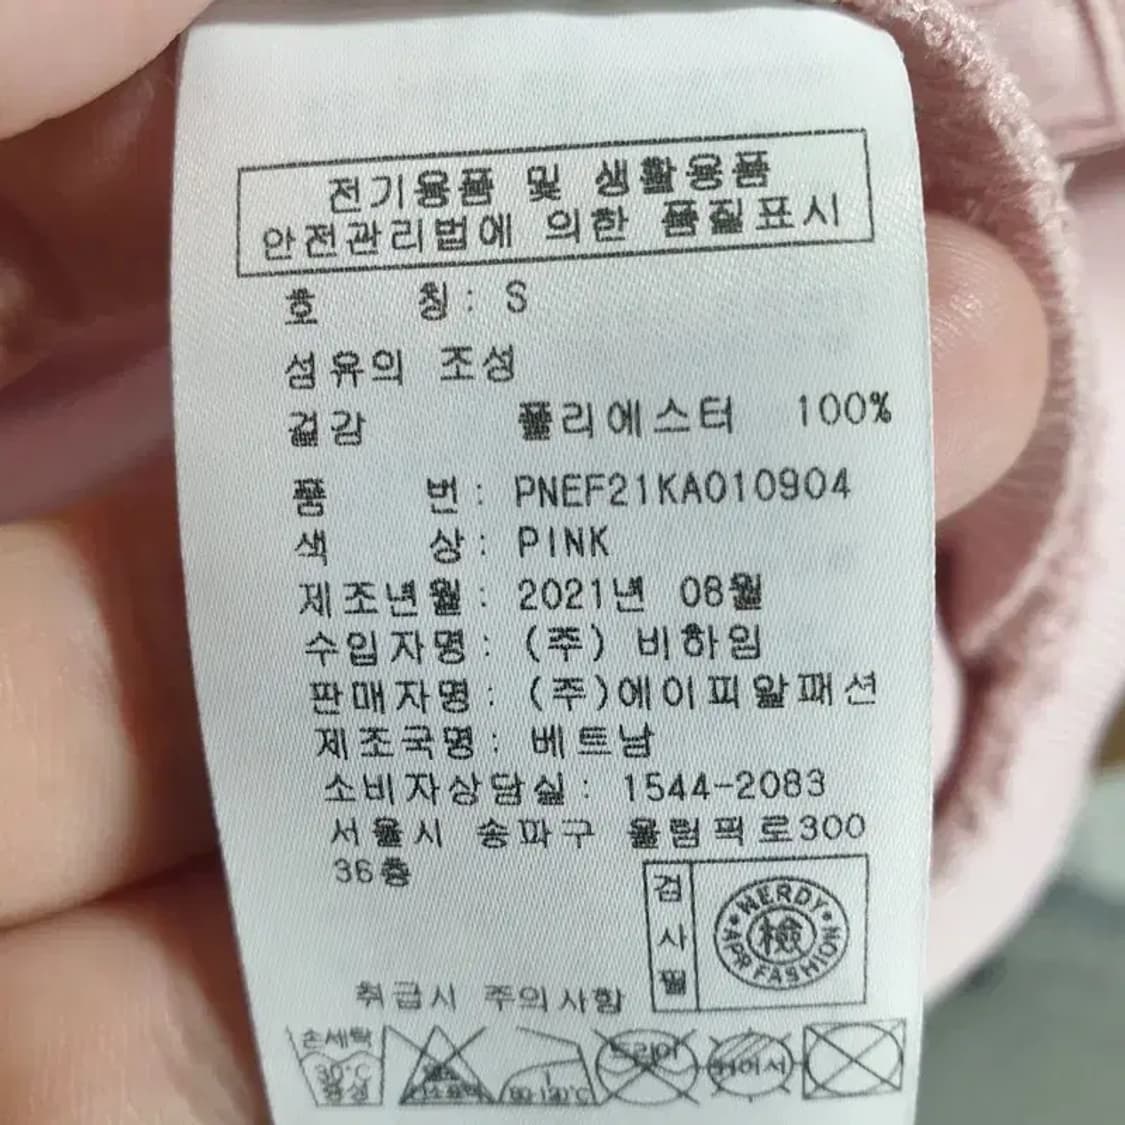 전기용품 및 생활용품
안전관리법에 의한 품질표시
호 칭: S
섬유의 조성
겉감 폴리에스터 100%
품 번: PNEF21KA010904
색 상: PINK
제조년월: 2021년 08월
수입자명: (주) 비하임
판매자명: (주)에이피알패션
제조국명: 베트남
소비자상담실: 1544-2083
서울시 송파구 올림픽로300
36층
검사필
NERDY
檢
APR FASHION
취급시 주의사항
손세탁
30°C
중성
드라이